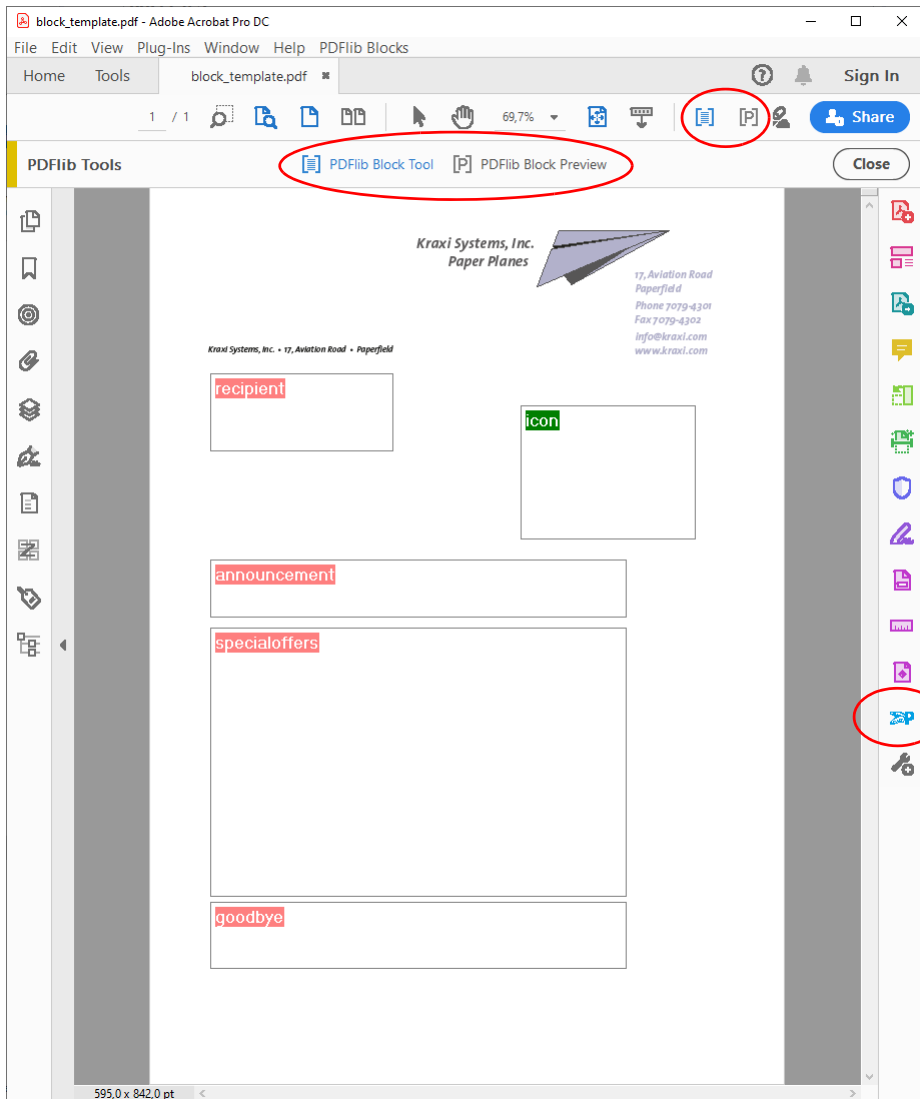 block_template.pdf - Adobe Acrobat Pro DC
File Edit View Plug-Ins Window Help PDFlib Blocks
Home Tools block_template.pdf Sign In
1 / 1 69,7% [P] Share
PDFlib Tools PDFlib Block Tool [P] PDFlib Block Preview Close
Kraxi Systems, Inc.
Paper Planes
17, Aviation Road
Paperfield
Phone 7079-4301
Fax 7079-4302
info@kraxi.com
www.kraxi.com
Kraxi Systems, Inc. • 17, Aviation Road • Paperfield
recipient
icon
announcement
specialoffers
goodbye
595,0 x 842,0 pt